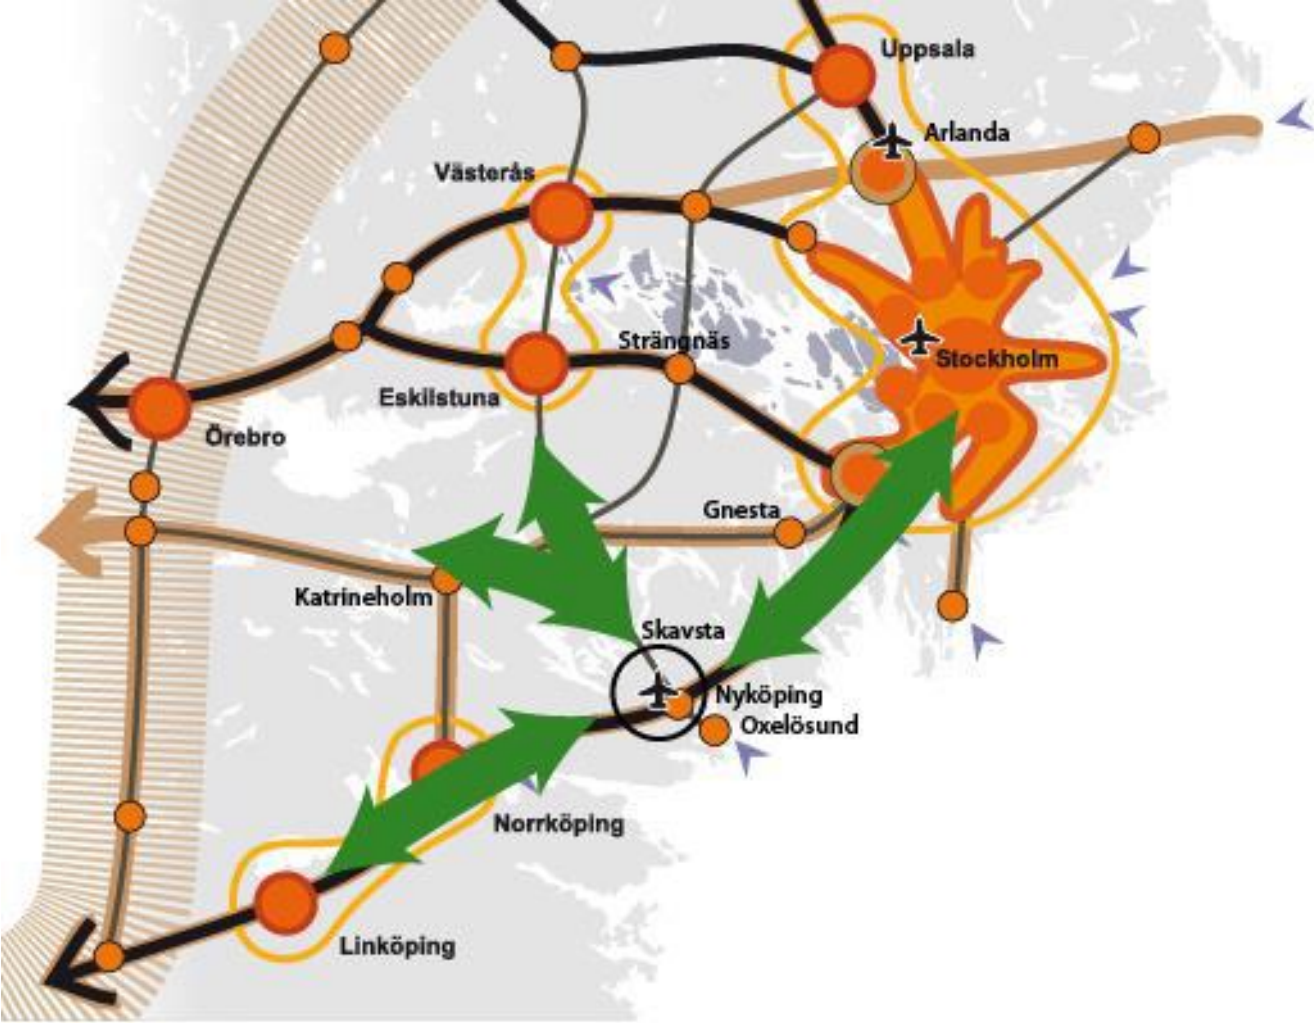 Uppsala
Arlanda
Västerås
Strängnäs
Stockholm
Eskilstuna
Örebro
Gnesta
Katrineholm
Skavsta
Nyköping
Oxelösund
Norrköping
Linköping